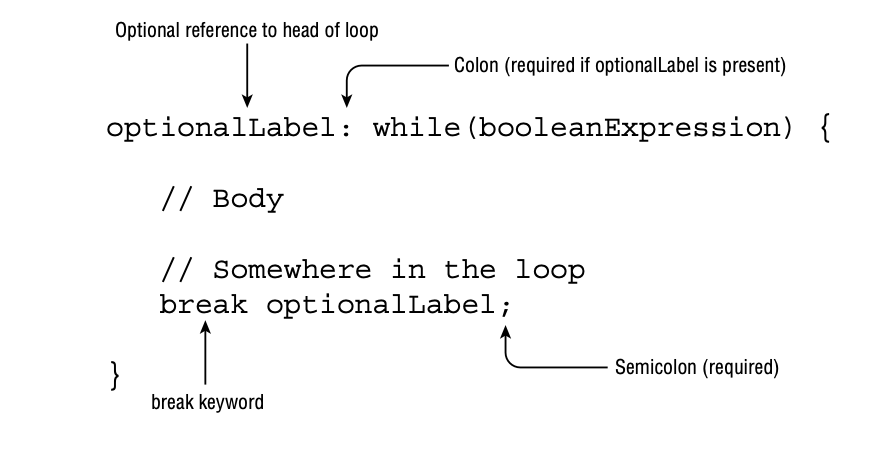 Optional reference to head of loop
Colon (required if optionalLabel is present)
optionalLabel: while(booleanExpression) {
// Body
// Somewhere in the loop
break optionalLabel;
Semicolon (required)
}
break keyword